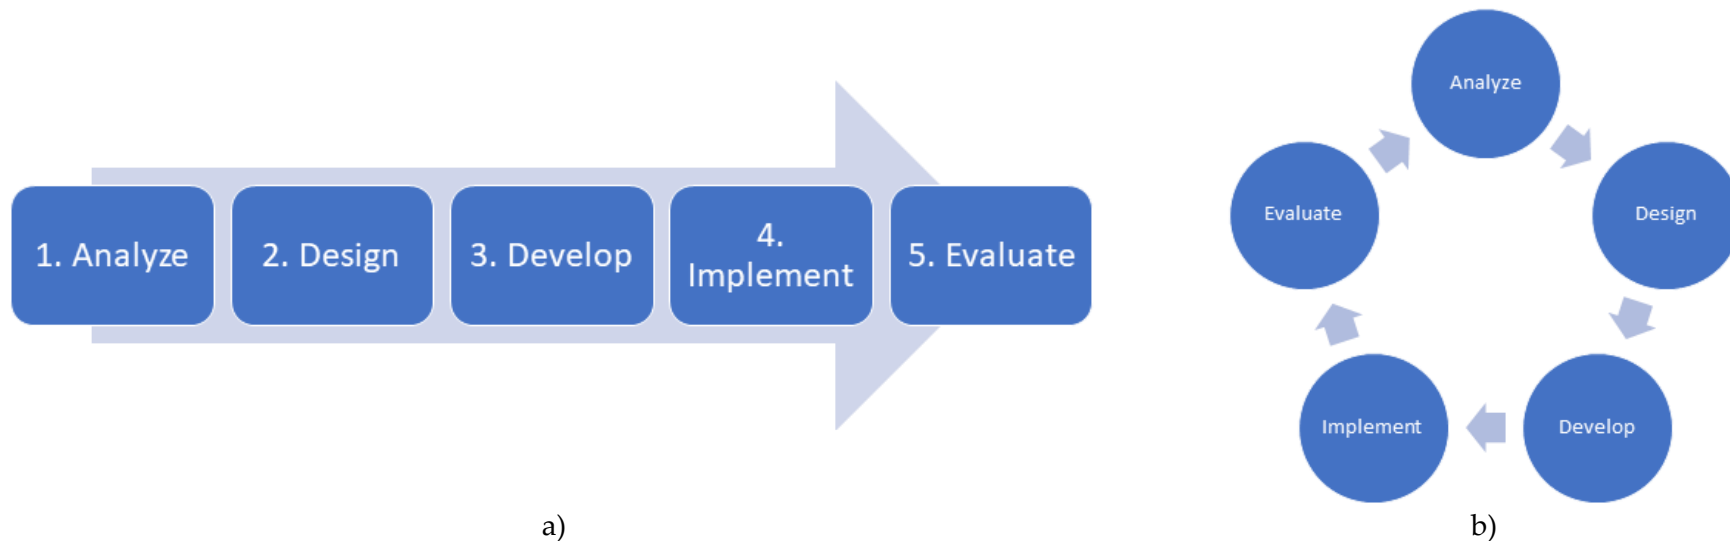 1. Analyze
2. Design
3. Develop
4.
Implement
5. Evaluate
a)
Analyze
Design
Develop
Implement
Evaluate
b)